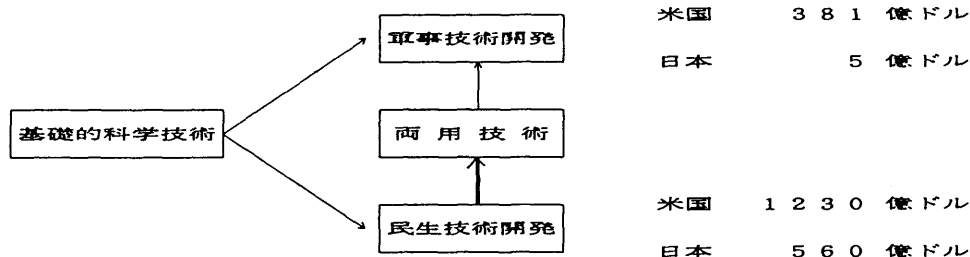 米国 381 億ドル
軍事技術開発
日本 5 億ドル
基礎的科学技術
両用技術
米国 1230 億ドル
民生技術開発
日本 560 億ドル